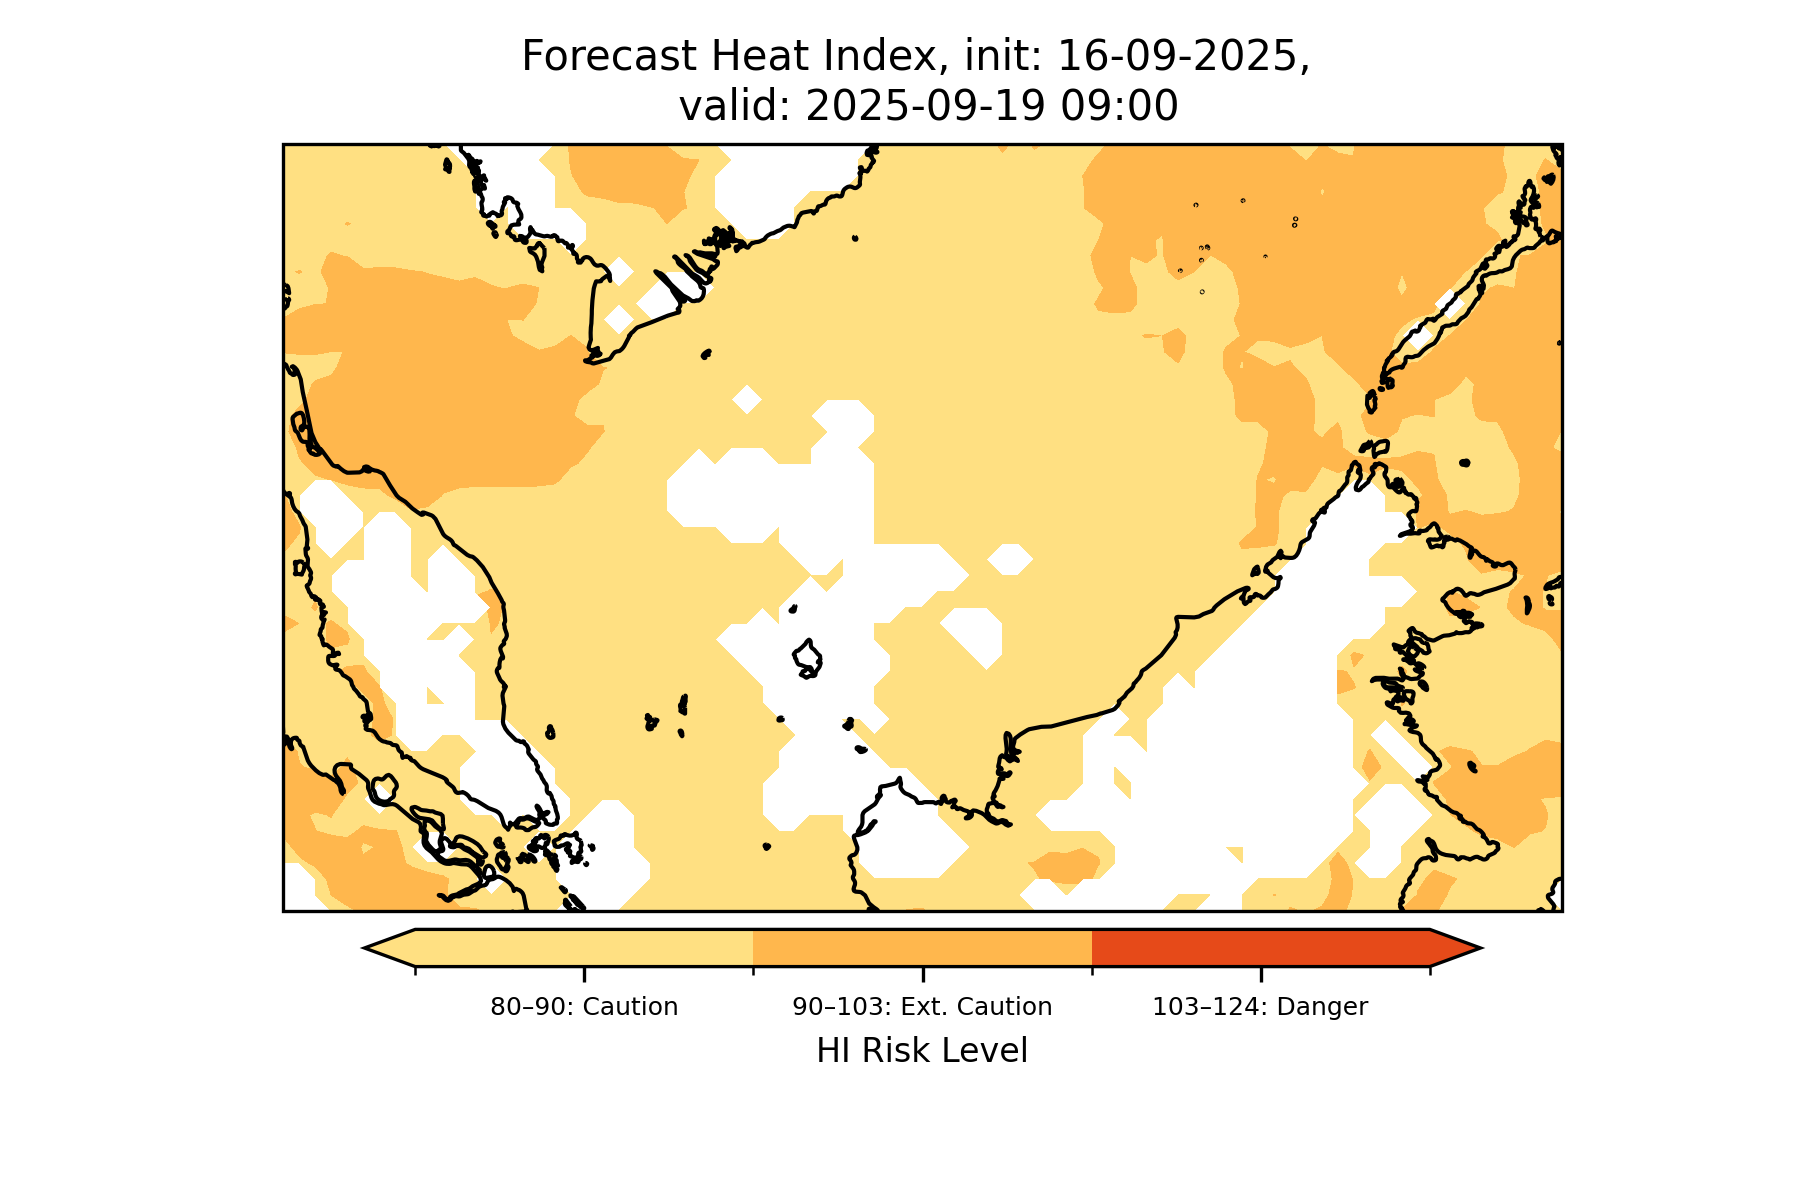 Forecast Heat Index, init: 16-09-2025,
valid: 2025-09-19 09:00
80–90: Caution
90–103: Ext. Caution
103–124: Danger
HI Risk Level